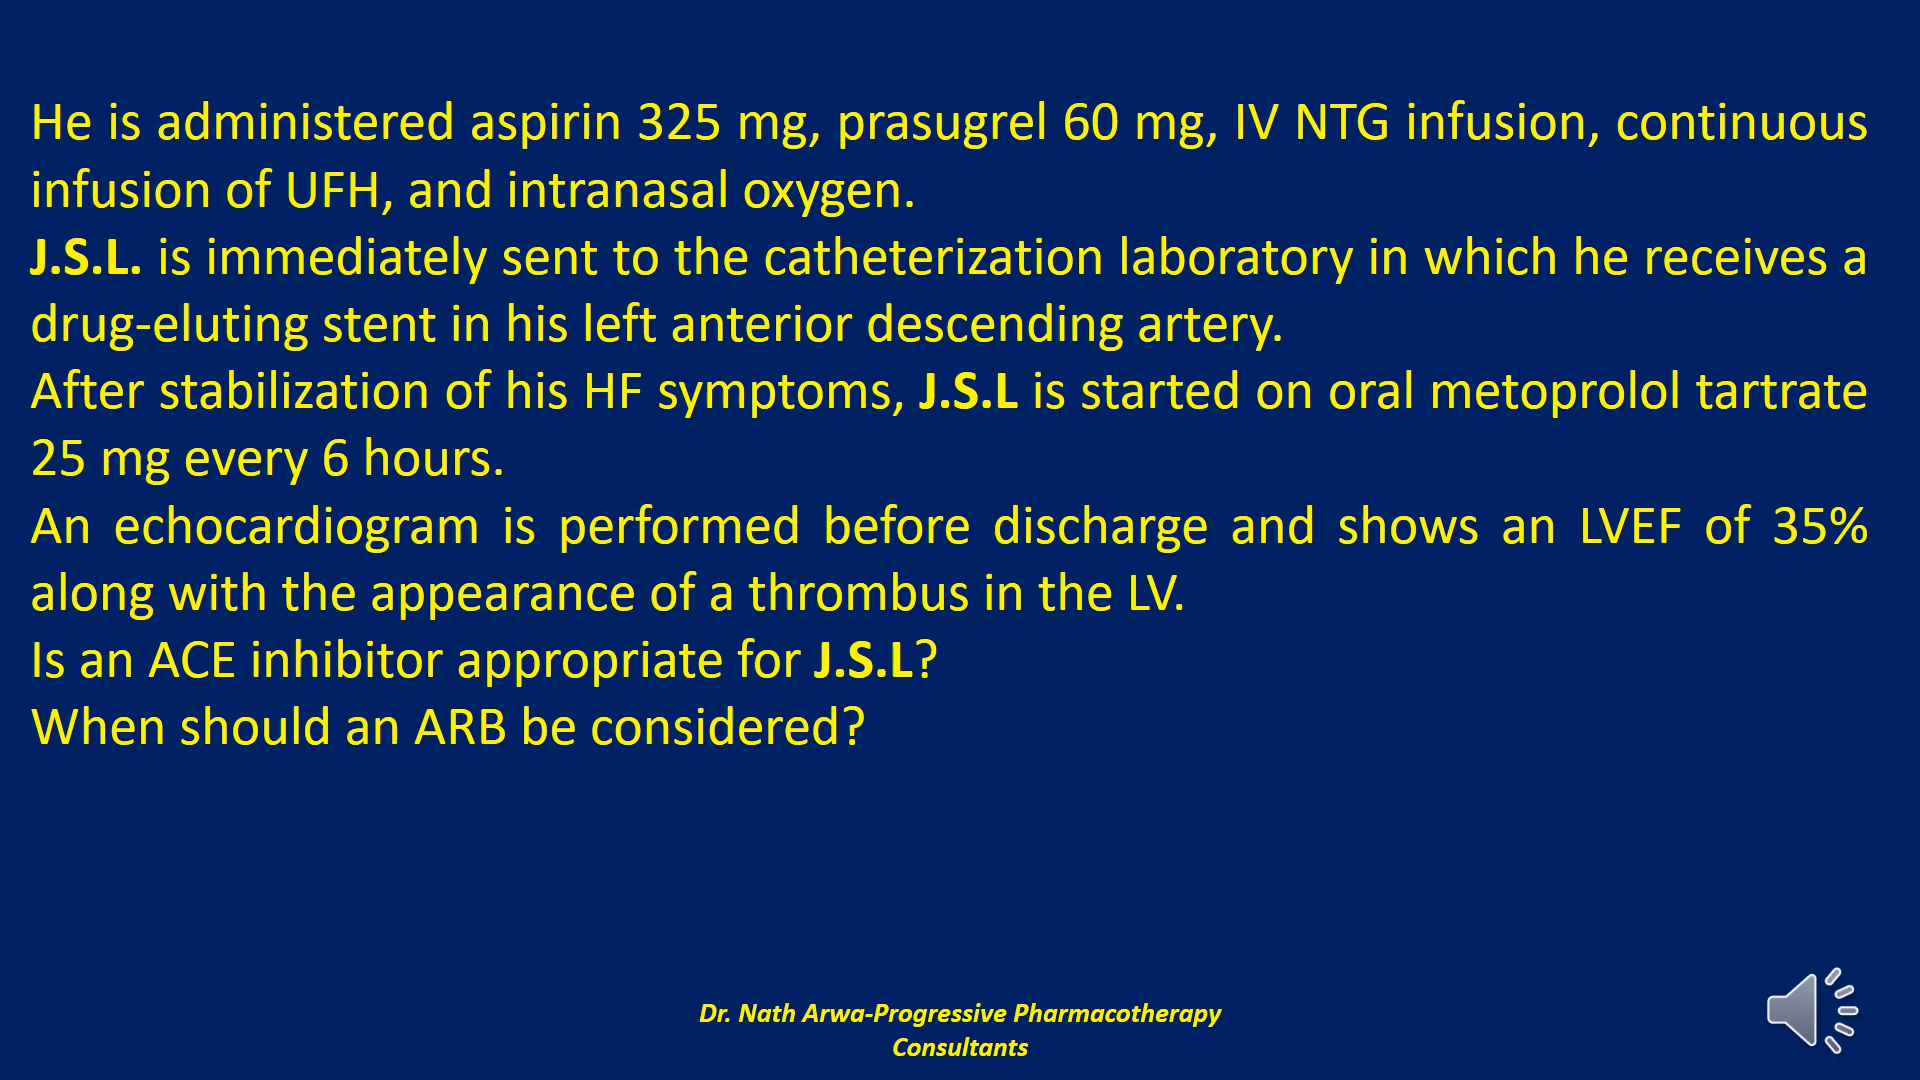 He is administered aspirin 325 mg, prasugrel 60 mg, IV NTG infusion, continuous
infusion of UFH, and intranasal oxygen.
J.S.L. is immediately sent to the catheterization laboratory in which he receives a
drug-eluting stent in his left anterior descending artery.
After stabilization of his HF symptoms, J.S.L is started on oral metoprolol tartrate
25 mg every 6 hours.
An echocardiogram is performed before discharge and shows an LVEF of 35%
along with the appearance of a thrombus in the LV.
Is an ACE inhibitor appropriate for J.S.L?
When should an ARB be considered?
Dr. Nath Arwa-Progressive Pharmacotherapy
Consultants